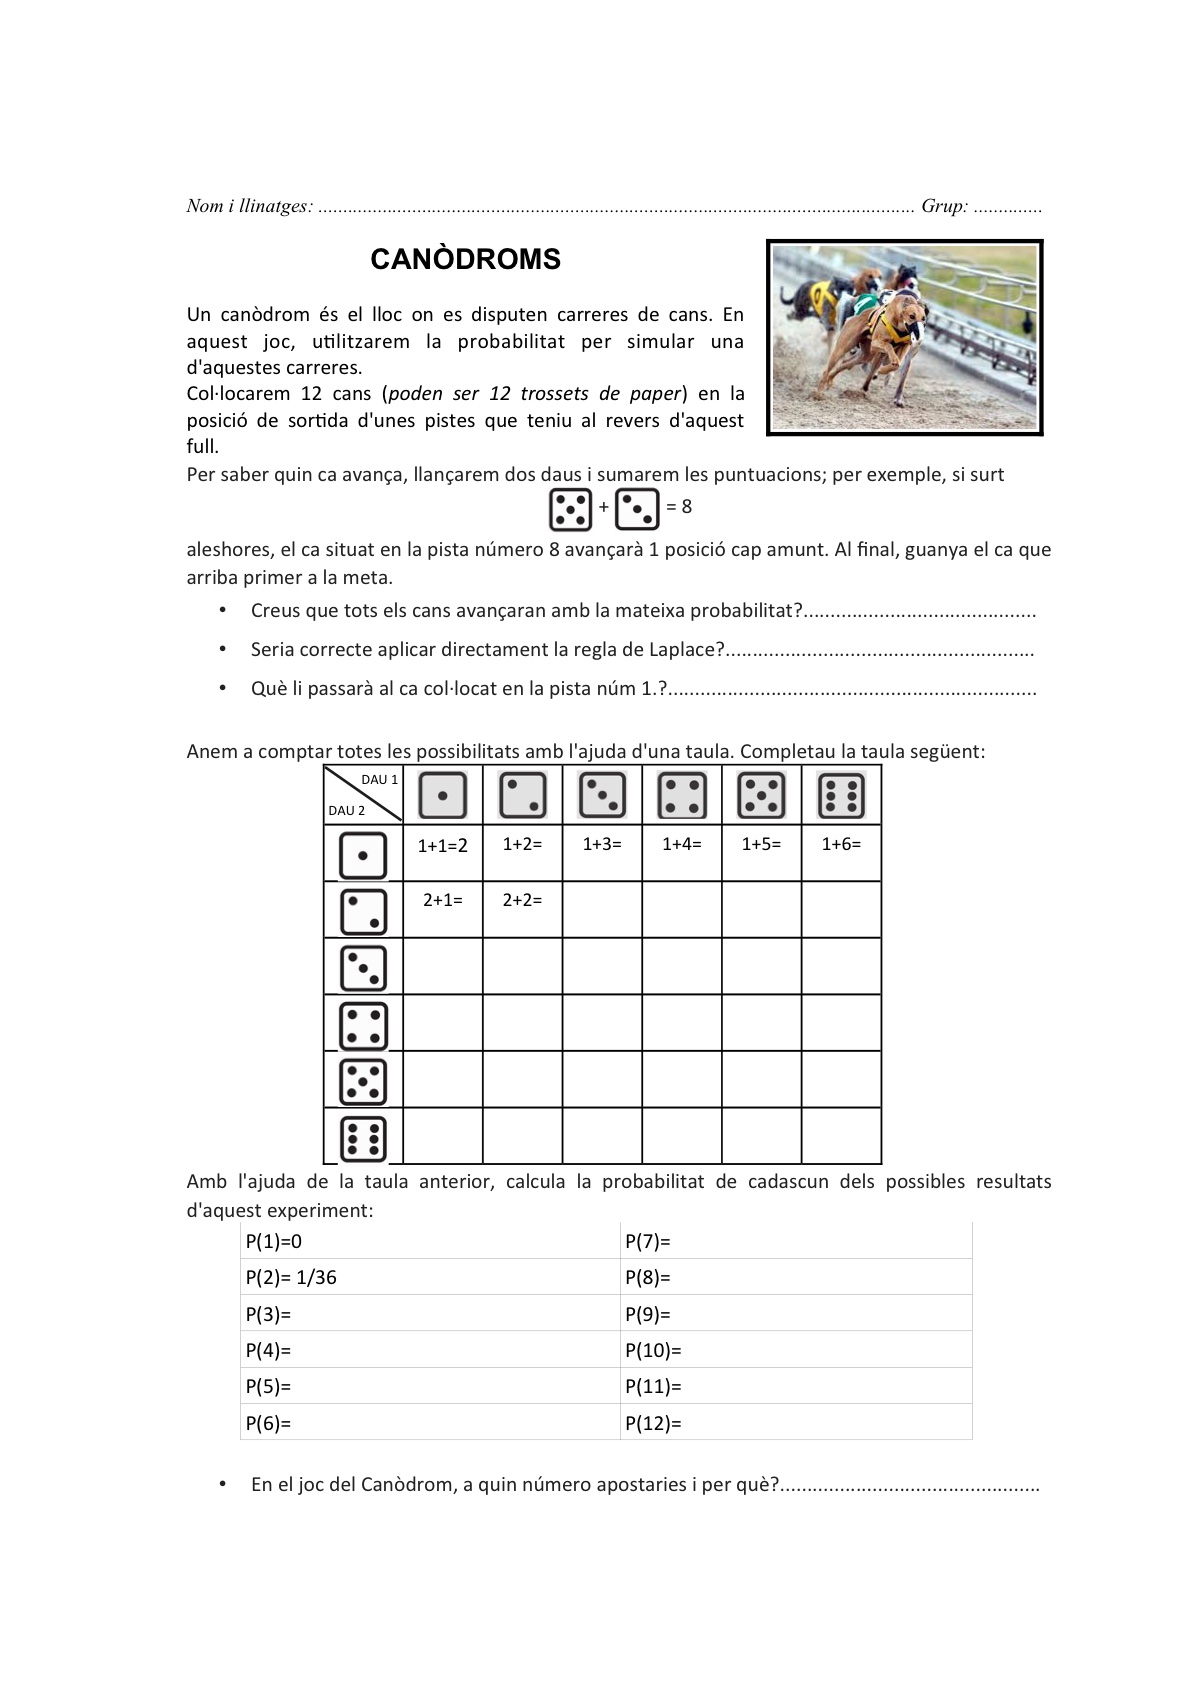 Nom i llinatges: ........................................................................................................................ Grup: ..............
CANÒDROMS
Un canòdrom és el lloc on es disputen carreres de cans. En
aquest joc, utilitzarem la probabilitat per simular una
d'aquestes carreres.
Col·locarem 12 cans (poden ser 12 trossets de paper) en la
posició de sortida d'unes pistes que teniu al revers d'aquest
full.
Per saber quin ca avança, llançarem dos daus i sumarem les puntuacions; per exemple, si surt
+ = 8
aleshores, el ca situat en la pista número 8 avançarà 1 posició cap amunt. Al final, guanya el ca que
arriba primer a la meta.
• Creus que tots els cans avançaran amb la mateixa probabilitat?...........................................
• Seria correcte aplicar directament la regla de Laplace?.........................................................
• Què li passarà al ca col·locat en la pista núm 1.?....................................................................
Anem a comptar totes les possibilitats amb l'ajuda d'una taula. Completau la taula següent:
DAU 1
DAU 2
1+1=2 1+2= 1+3= 1+4= 1+5= 1+6=
2+1= 2+2=
Amb l'ajuda de la taula anterior, calcula la probabilitat de cadascun dels possibles resultats
d'aquest experiment:
P(1)=0 P(7)=
P(2)= 1/36 P(8)=
P(3)= P(9)=
P(4)= P(10)=
P(5)= P(11)=
P(6)= P(12)=
• En el joc del Canòdrom, a quin número apostaries i per què?................................................